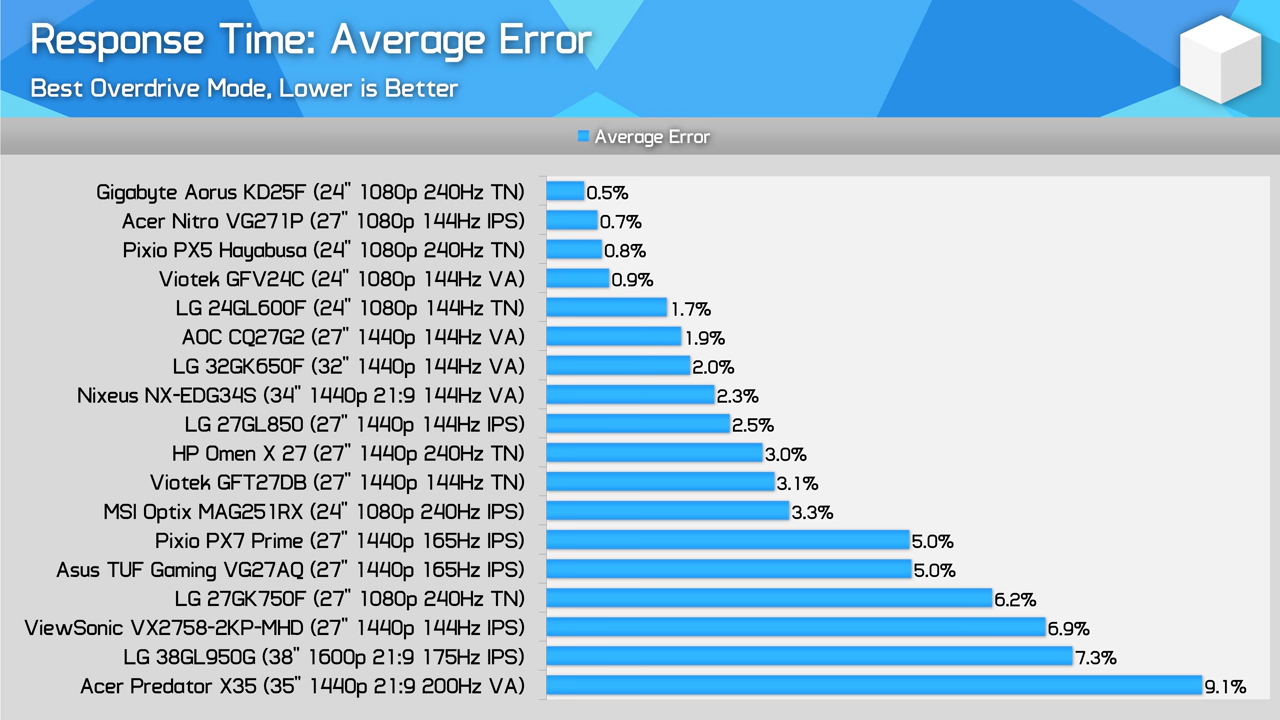 Response Time: Average Error
Best Overdrive Mode, Lower is Better
Average Error
Gigabyte Aorus KD25F (24" 1080p 240Hz TN) 0.5%
Acer Nitro VG271P (27" 1080p 144Hz IPS) 0.7%
Pixio PX5 Hayabusa (24" 1080p 240Hz TN) 0.8%
Viotek GFV24C (24" 1080p 144Hz VA) 0.9%
LG 24GL600F (24" 1080p 144Hz TN) 1.7%
AOC CQ27G2 (27" 1440p 144Hz VA) 1.9%
LG 32GK650F (32" 1440p 144Hz VA) 2.0%
Nixeus NX-EDG34S (34" 1440p 21:9 144Hz VA) 2.3%
LG 27GL850 (27" 1440p 144Hz IPS) 2.5%
HP Omen X 27 (27" 1440p 240Hz TN) 3.0%
Viotek GFT27DB (27" 1440p 144Hz TN) 3.1%
MSI Optix MAG251RX (24" 1080p 240Hz IPS) 3.3%
Pixio PX7 Prime (27" 1440p 165Hz IPS) 5.0%
Asus TUF Gaming VG27AQ (27" 1440p 165Hz IPS) 5.0%
LG 27GK750F (27" 1080p 240Hz TN) 6.2%
ViewSonic VX2758-2KP-MHD (27" 1440p 144Hz IPS) 6.9%
LG 38GL950G (38" 1600p 21:9 175Hz IPS) 7.3%
Acer Predator X35 (35" 1440p 21:9 200Hz VA) 9.1%